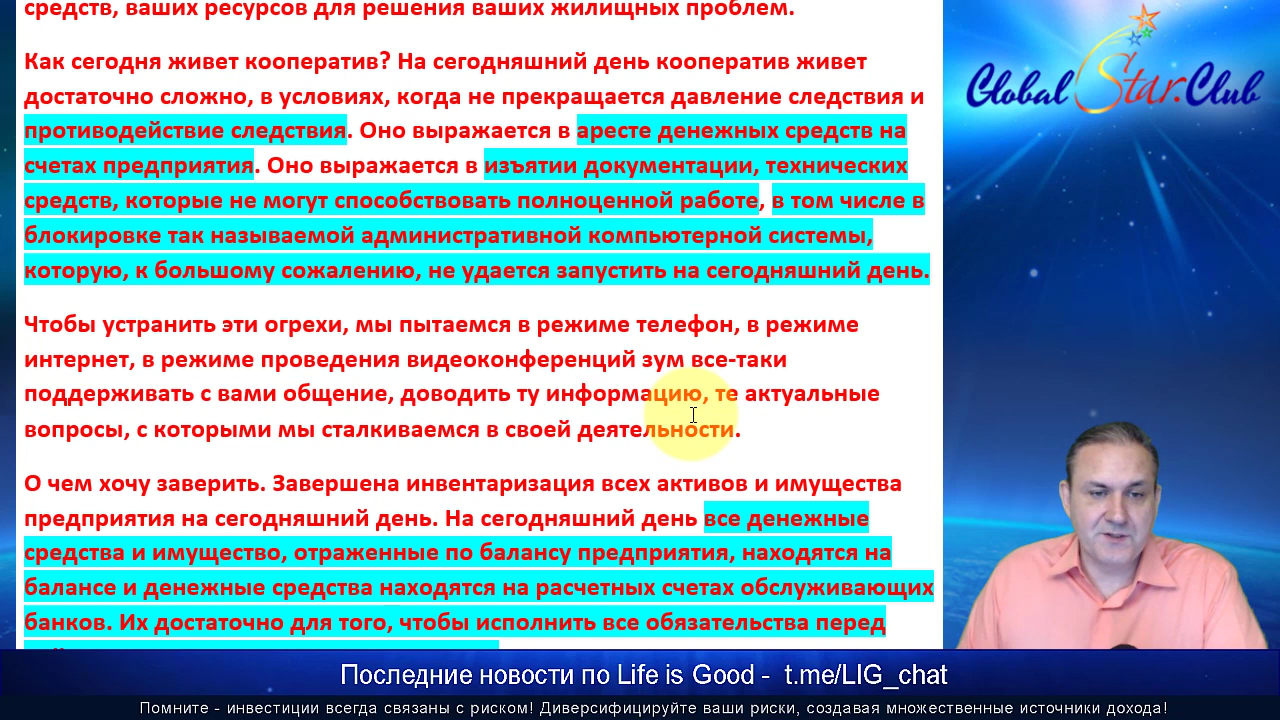 средств, ваших ресурсов для решения ваших жилищных проблем.
Как сегодня живет кооператив? На сегодняшний день кооператив живет
достаточно сложно, в условиях, когда не прекращается давление следствия и
противодействие следствия. Оно выражается в аресте денежных средств на
счетах предприятия. Оно выражается в изъятии документации, технических
средств, которые не могут способствовать полноценной работе, в том числе в
блокировке так называемой административной компьютерной системы,
которую, к большому сожалению, не удается запустить на сегодняшний день.
Чтобы устранить эти огрехи, мы пытаемся в режиме телефон, в режиме
интернет, в режиме проведения видеоконференций зум все-таки
поддерживать с вами общение, доводить ту информацию, те актуальные
вопросы, с которыми мы сталкиваемся в своей деятельности.
О чем хочу заверить. Завершена инвентаризация всех активов и имущества
предприятия на сегодняшний день. На сегодняшний день все денежные
средства и имущество, отраженные по балансу предприятия, находятся на
балансе и денежные средства находятся на расчетных счетах обслуживающих
банков. Их достаточно для того, чтобы исполнить все обязательства перед
Global Star.Club
Последние новости по Life is Good - t.me/LIG_chat
Помните - инвестиции всегда связаны с риском! Диверсифицируйте ваши риски, создавая множественные источники дохода!